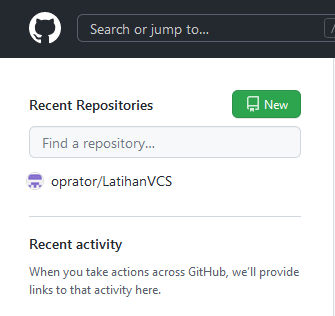 Search or jump to...
/
Recent Repositories
New
Find a repository...
oprator/LatihanVCS
Recent activity
When you take actions across GitHub, we'll provide
links to that activity here.